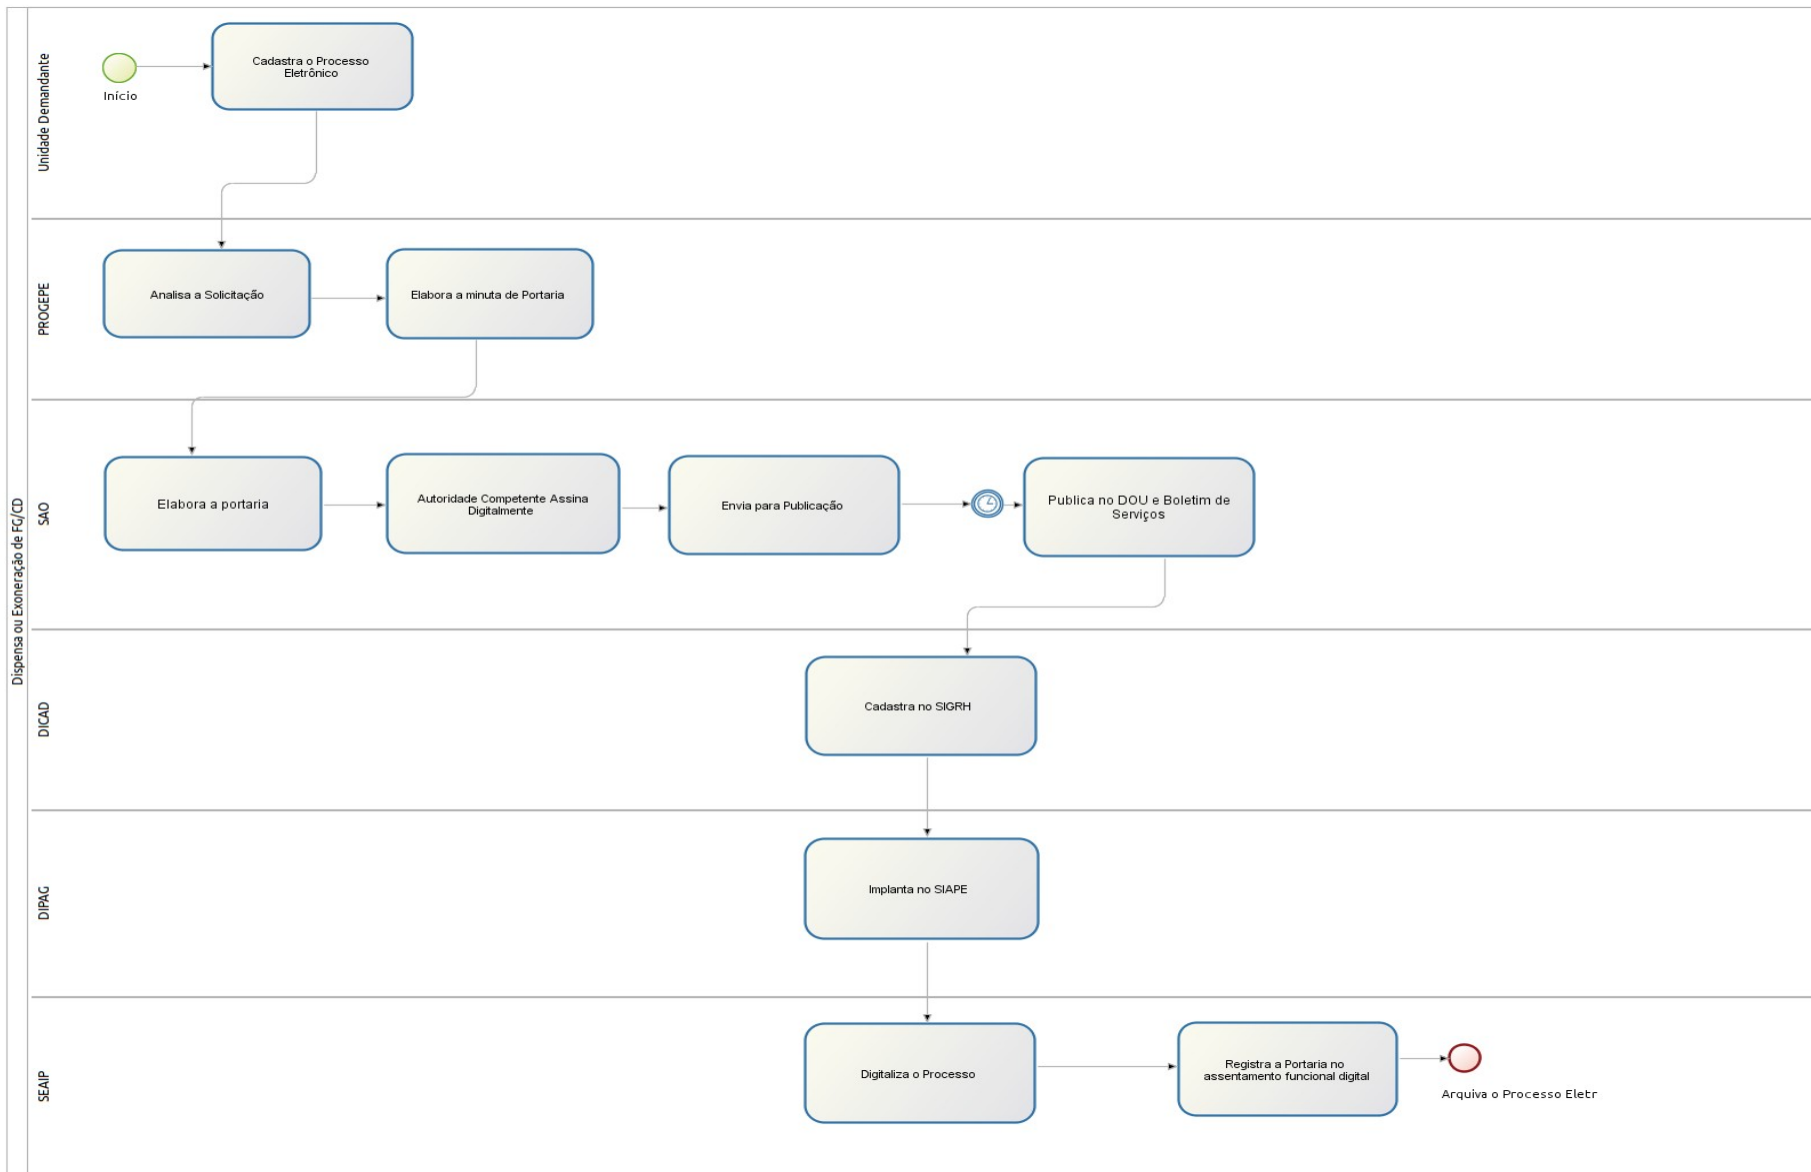 Dispensa ou Exoneração de FG/CD
Unidade Demandante
Início
Cadastra o Processo
Eletrônico
PROGEPE
Analisa a Solicitação
Elabora a minuta de Portaria
SAO
Elabora a portaria
Autoridade Competente Assina
Digitalmente
Envia para Publicação
Publica no DOU e Boletim de
Serviços
DICAD
Cadastra no SIGRH
DIPAG
Implanta no SIAPE
SEAIP
Digitaliza o Processo
Registra a Portaria no
assentamento funcional digital
Arquiva o Processo Eletr